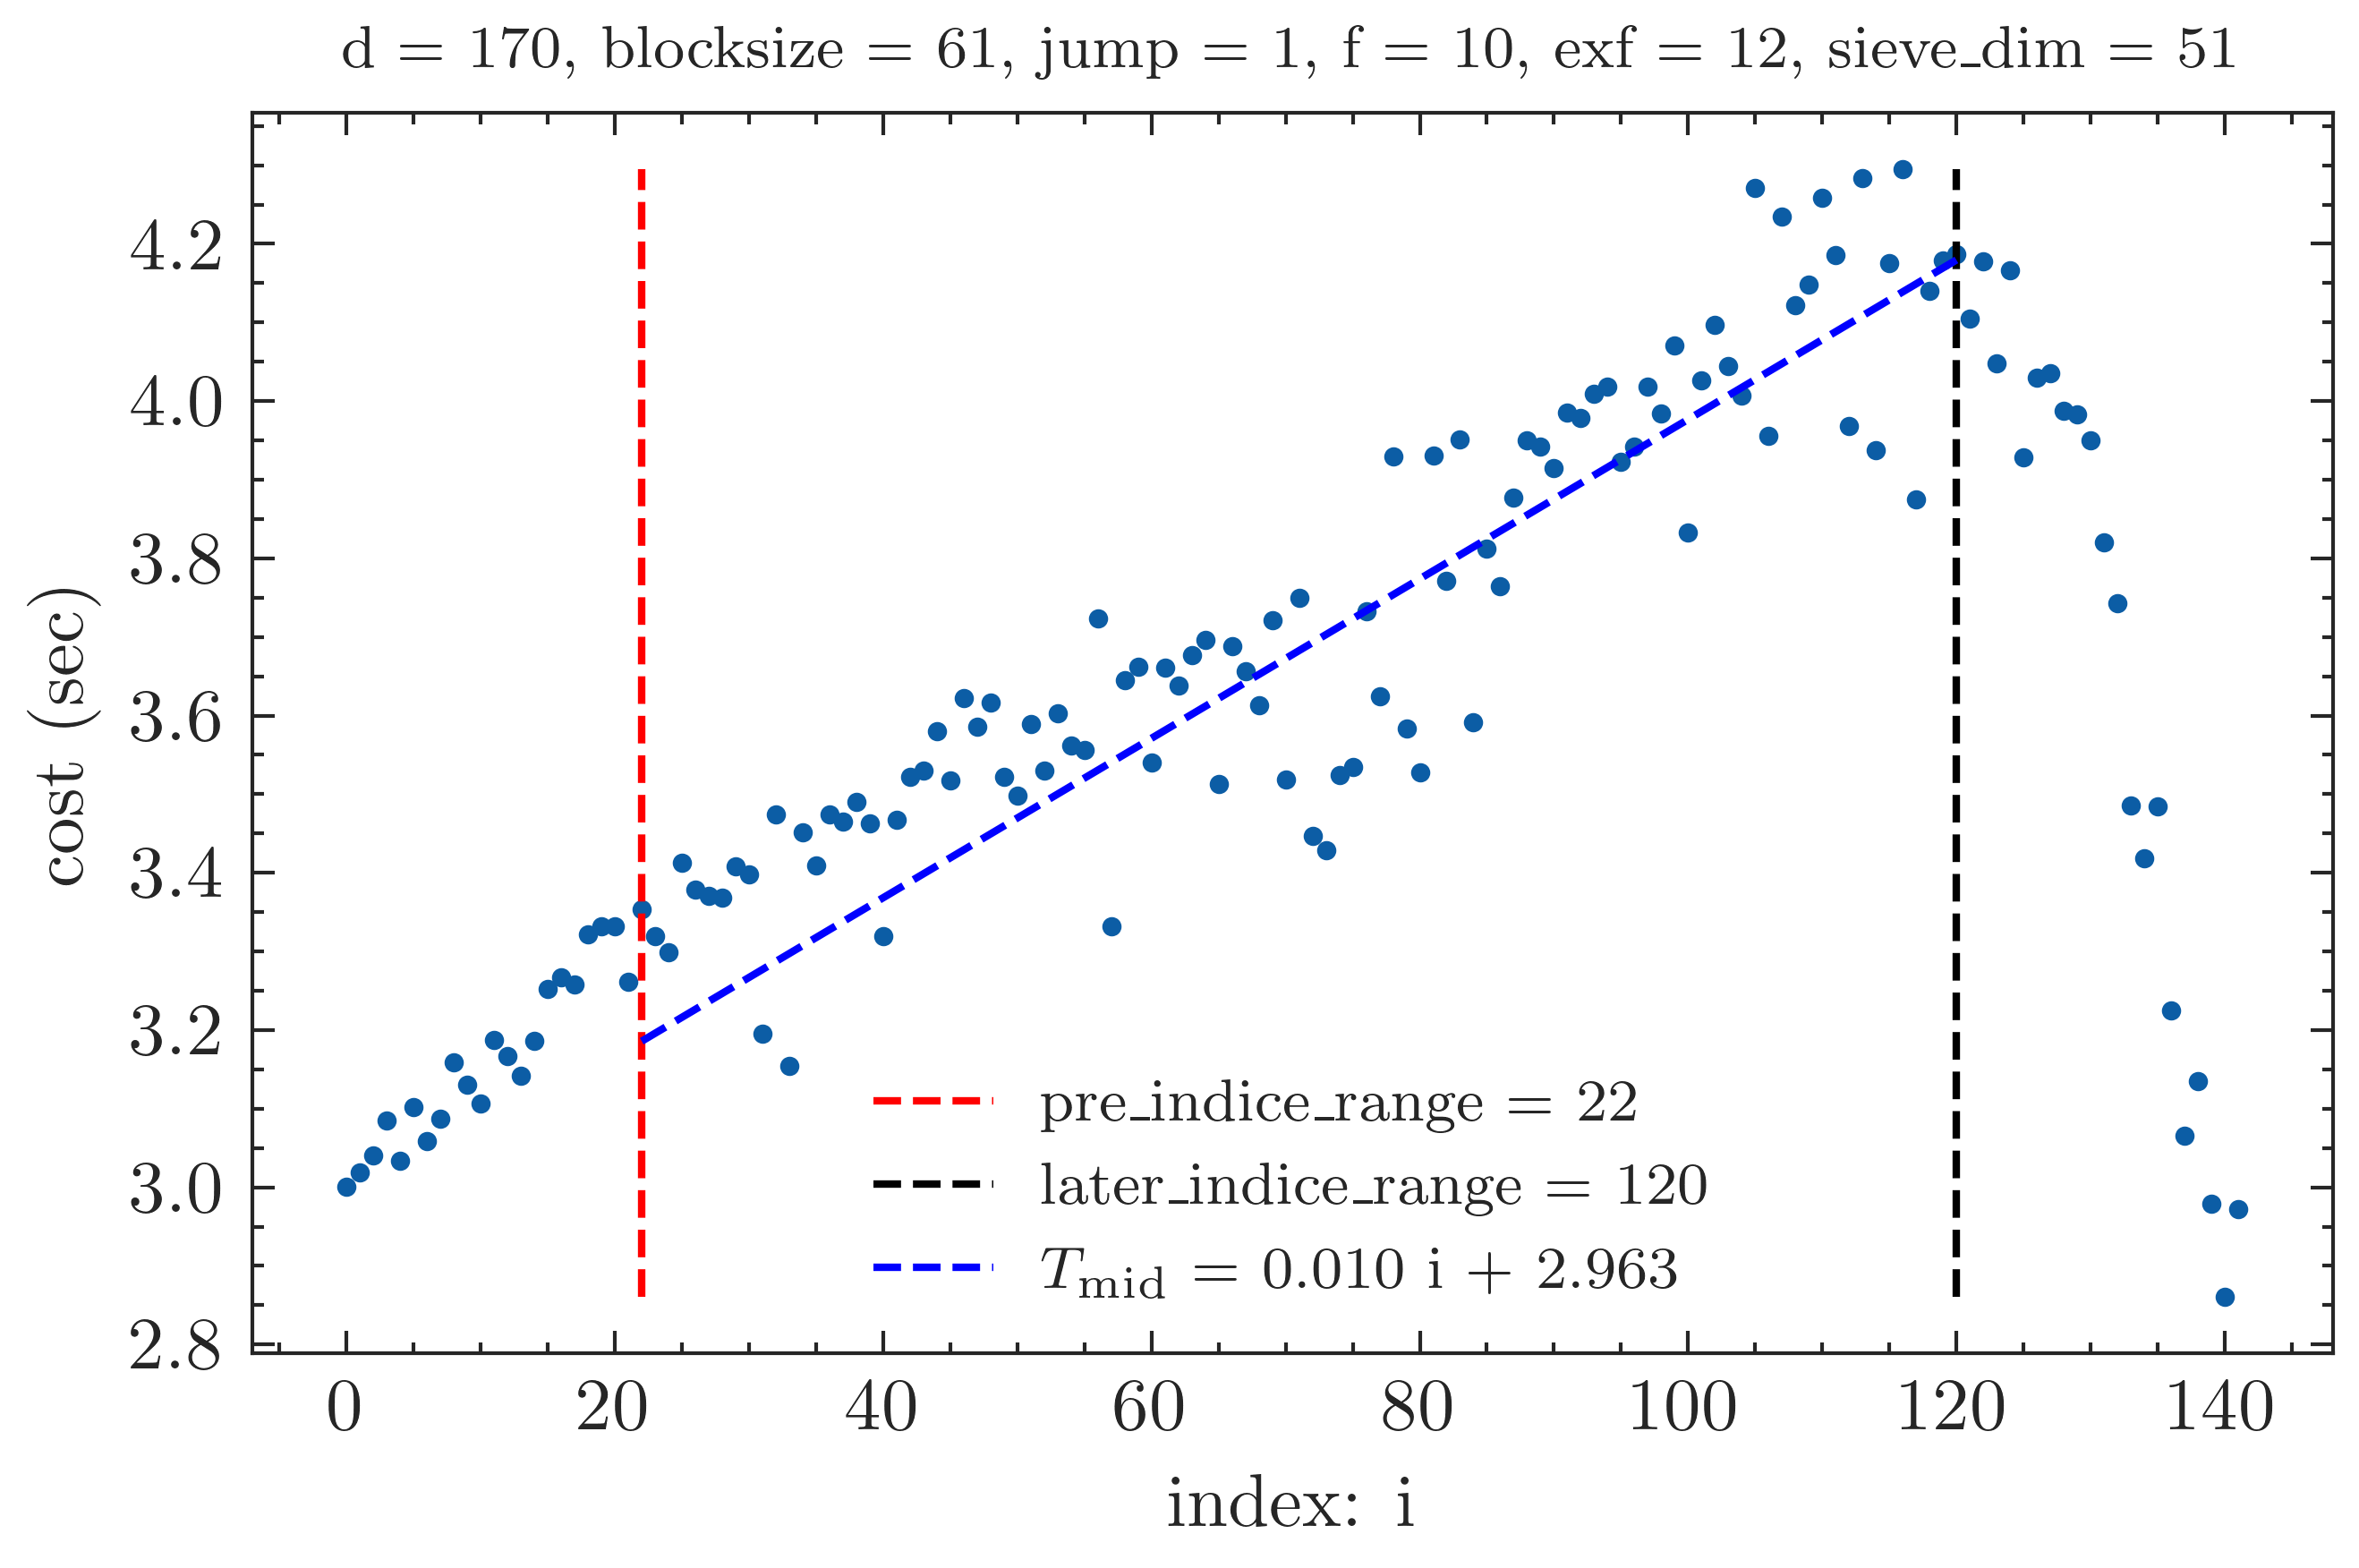 d = 170, blocksize = 61, jump = 1, f = 10, exf = 12, sieve_dim = 51
cost (sec)
4.2
4.0
3.8
3.6
3.4
3.2
3.0
2.8
pre_indice_range = 22
later_indice_range = 120
T_mid = 0.010 i + 2.963
0 20 40 60 80 100 120 140
index: i